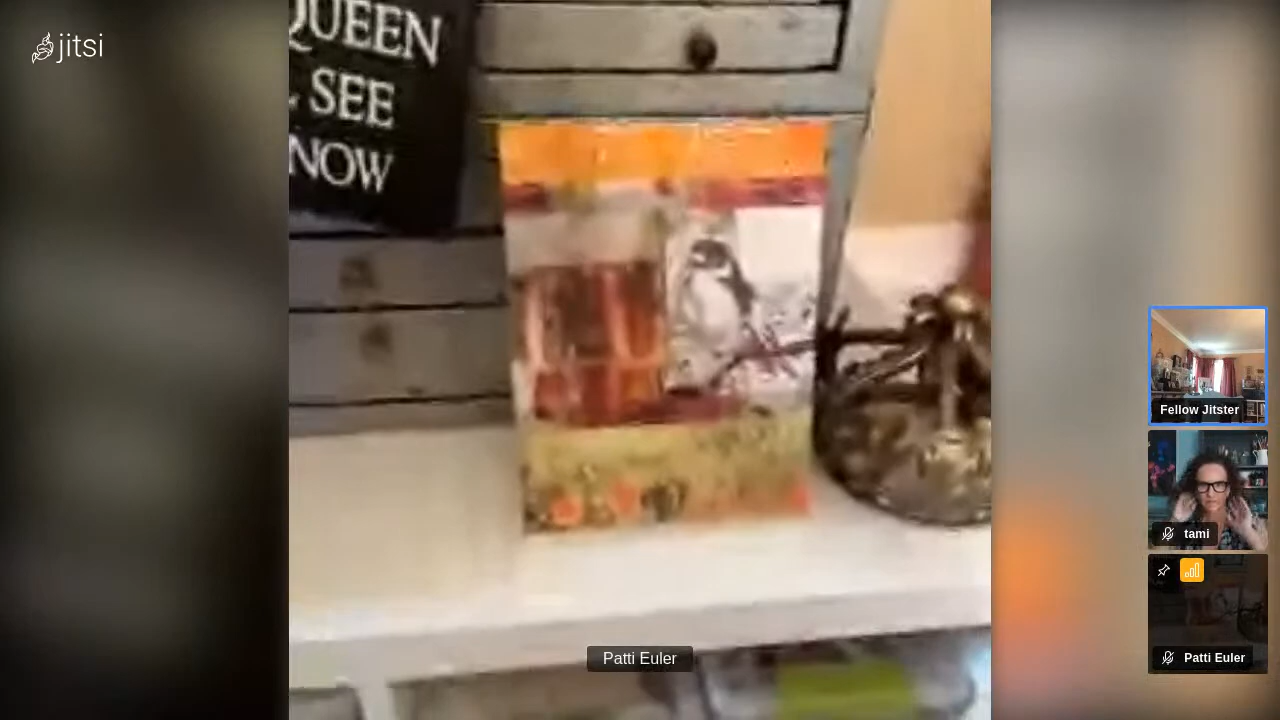 jitsi
QUEEN
SEE
NOW
Patti Euler
Fellow Jitster
tami
Patti Euler